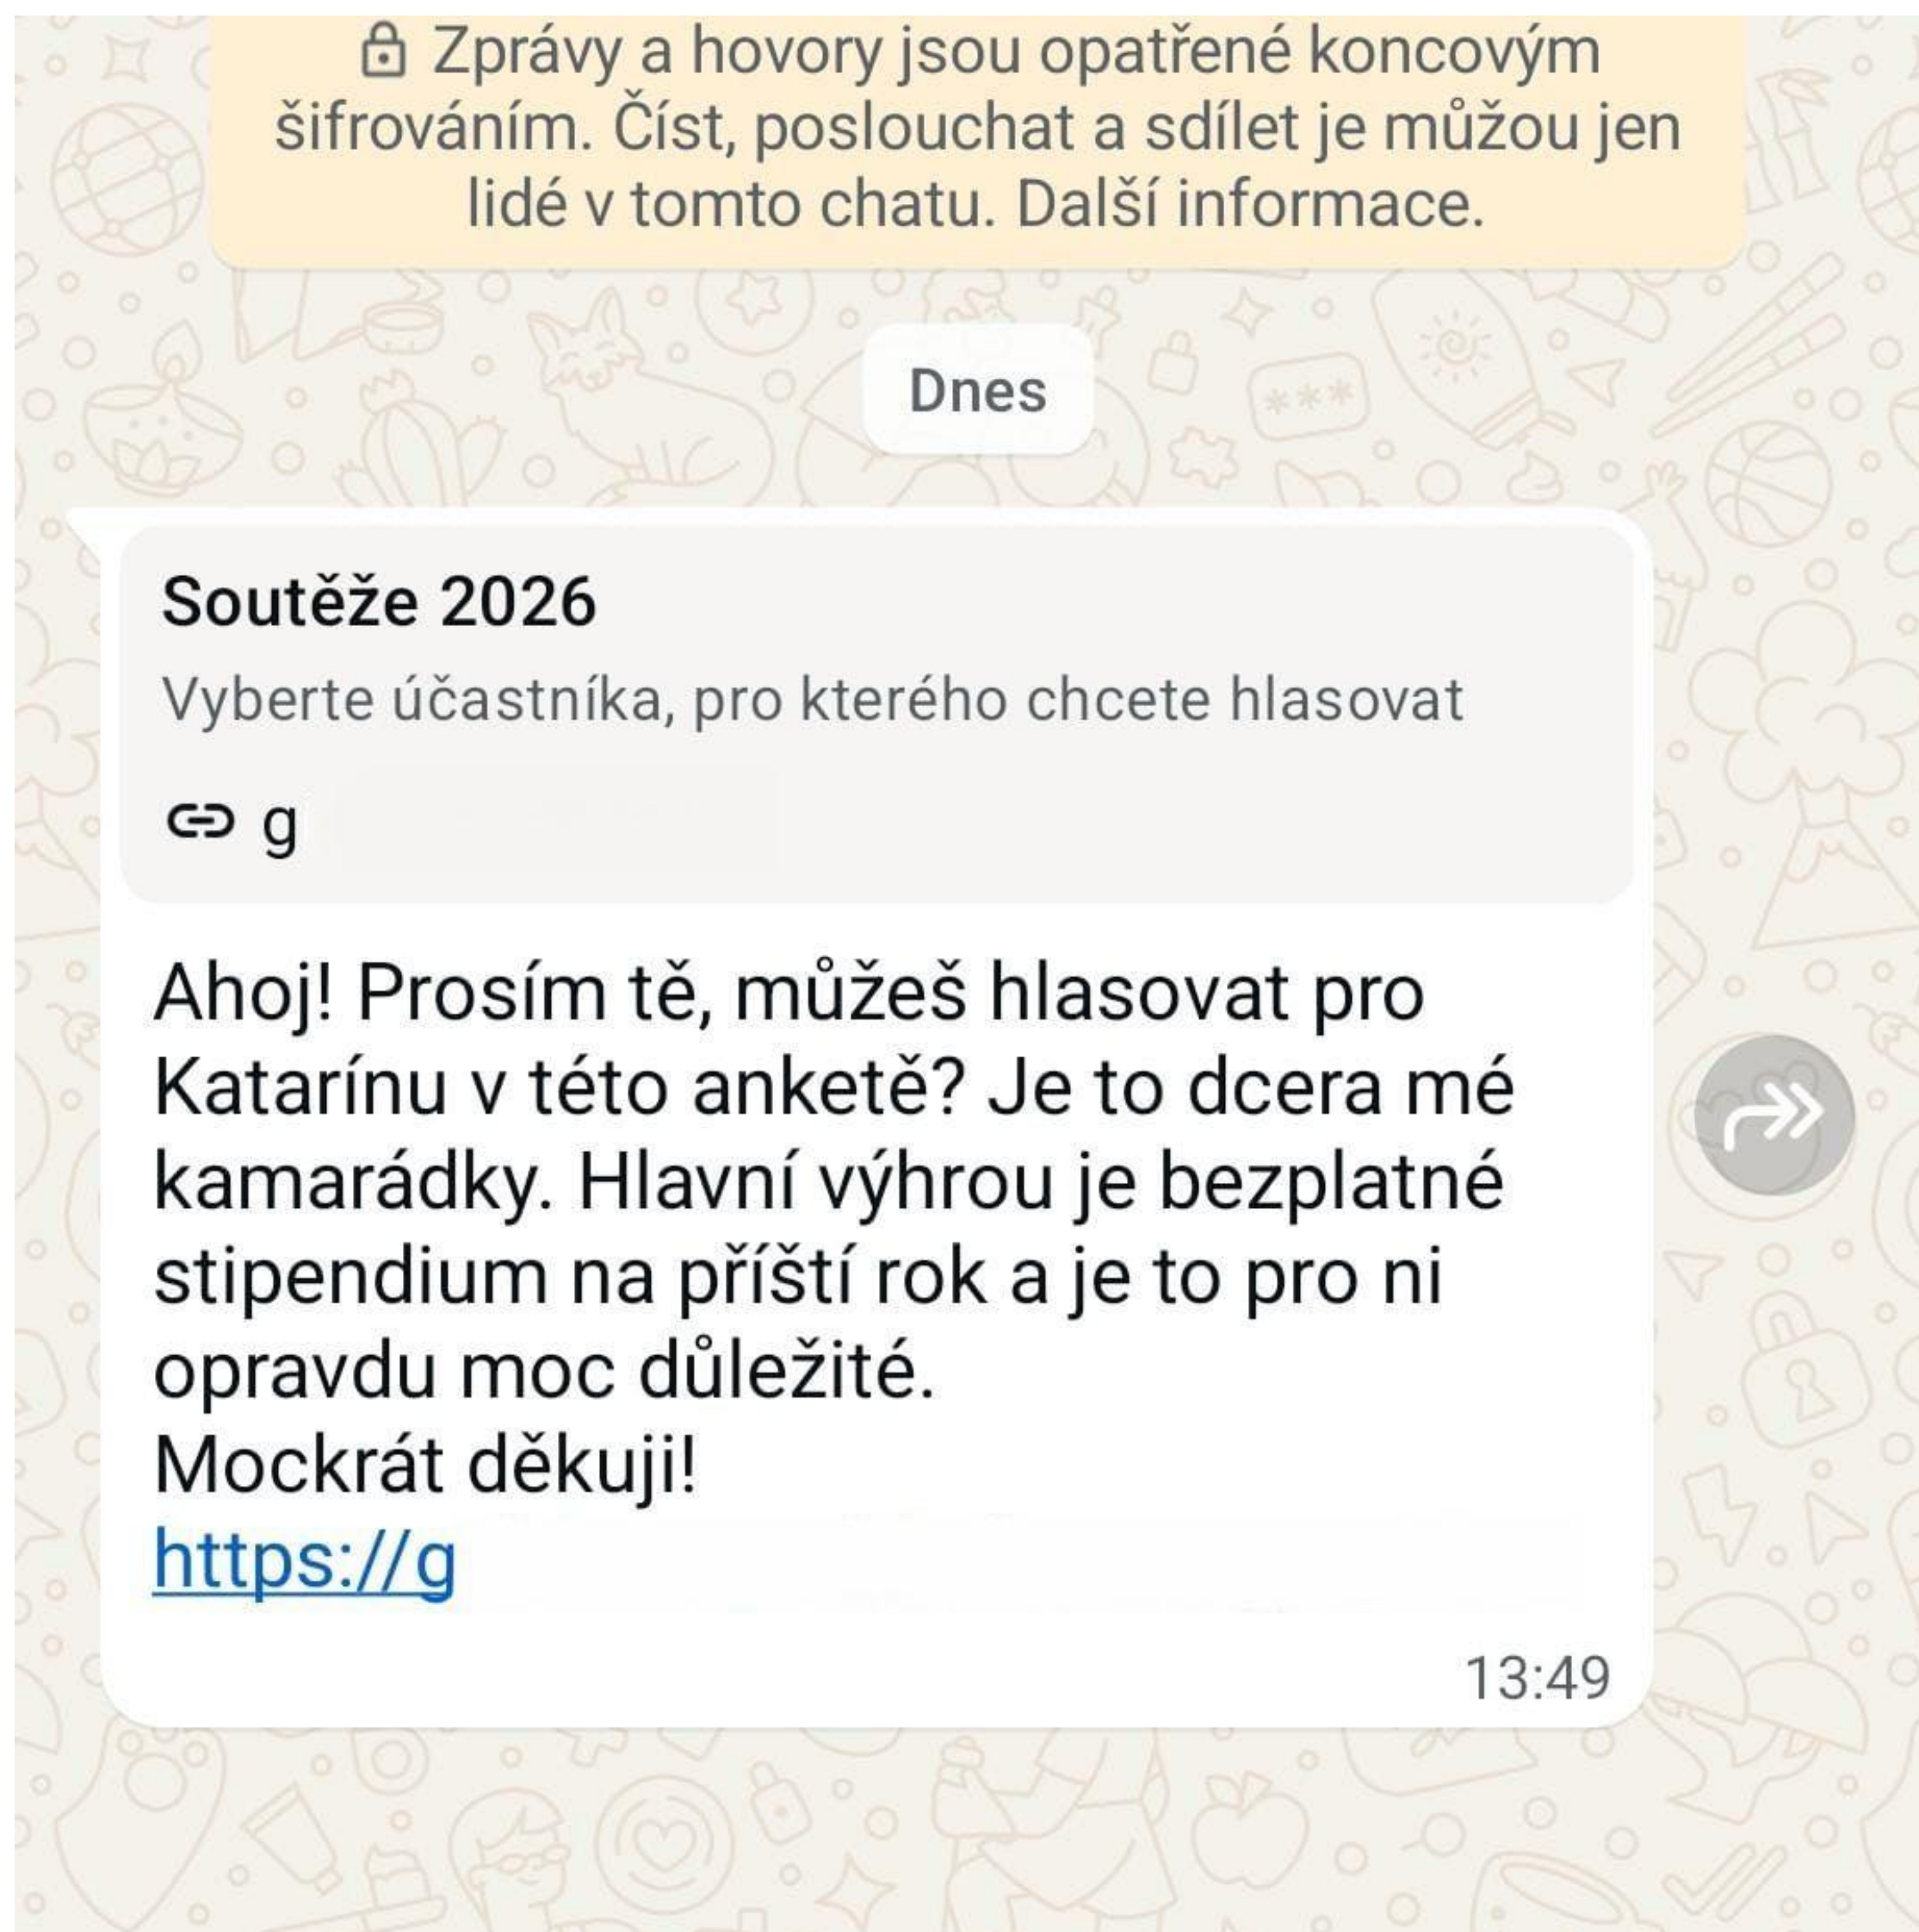 Zprávy a hovory jsou opatřené koncovým
šifrováním. Číst, poslouchat a sdílet je můžou jen
lidé v tomto chatu. Další informace.
Dnes
Soutěže 2026
Vyberte účastníka, pro kterého chcete hlasovat
g
Ahoj! Prosím tě, můžeš hlasovat pro
Katarínu v této anketě? Je to dcera mé
kamarádky. Hlavní výhrou je bezplatné
stipendium na příští rok a je to pro ni
opravdu moc důležité.
Mockrát děkuji!
https://g
13:49